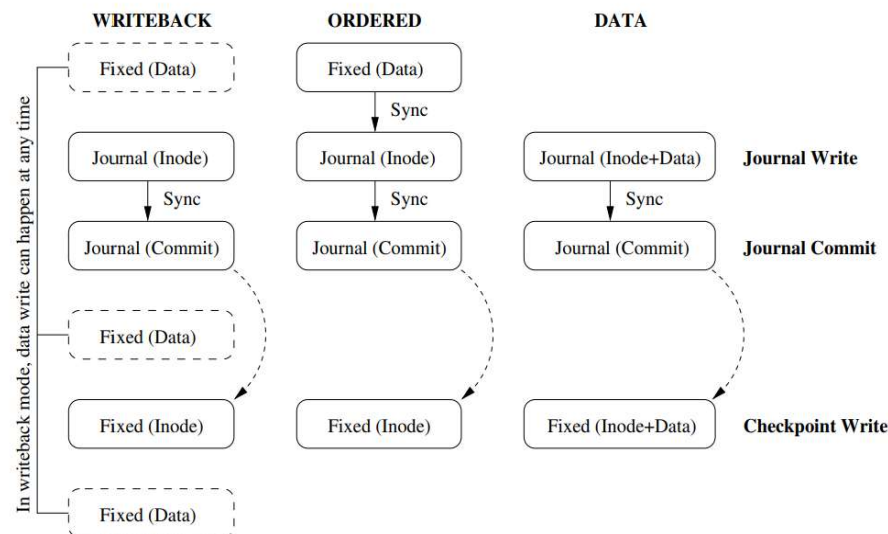 WRITEBACK ORDERED DATA
Fixed (Data) Fixed (Data)
Sync
Journal (Inode) Journal (Inode) Journal (Inode+Data) Journal Write
Sync Sync Sync
Journal (Commit) Journal (Commit) Journal (Commit) Journal Commit
Fixed (Data)
Fixed (Inode) Fixed (Inode) Fixed (Inode+Data) Checkpoint Write
Fixed (Data)
In writeback mode, data write can happen at any time